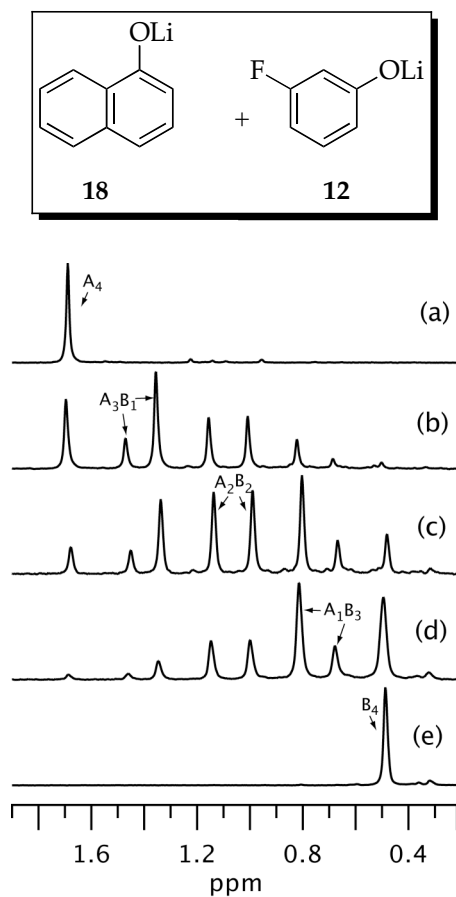 OLi
F OLi
+
18 12
A₄
(a)
A₃B₁
(b)
A₂B₂
(c)
A₁B₃
(d)
B₄
(e)
1.6 1.2 0.8 0.4
ppm